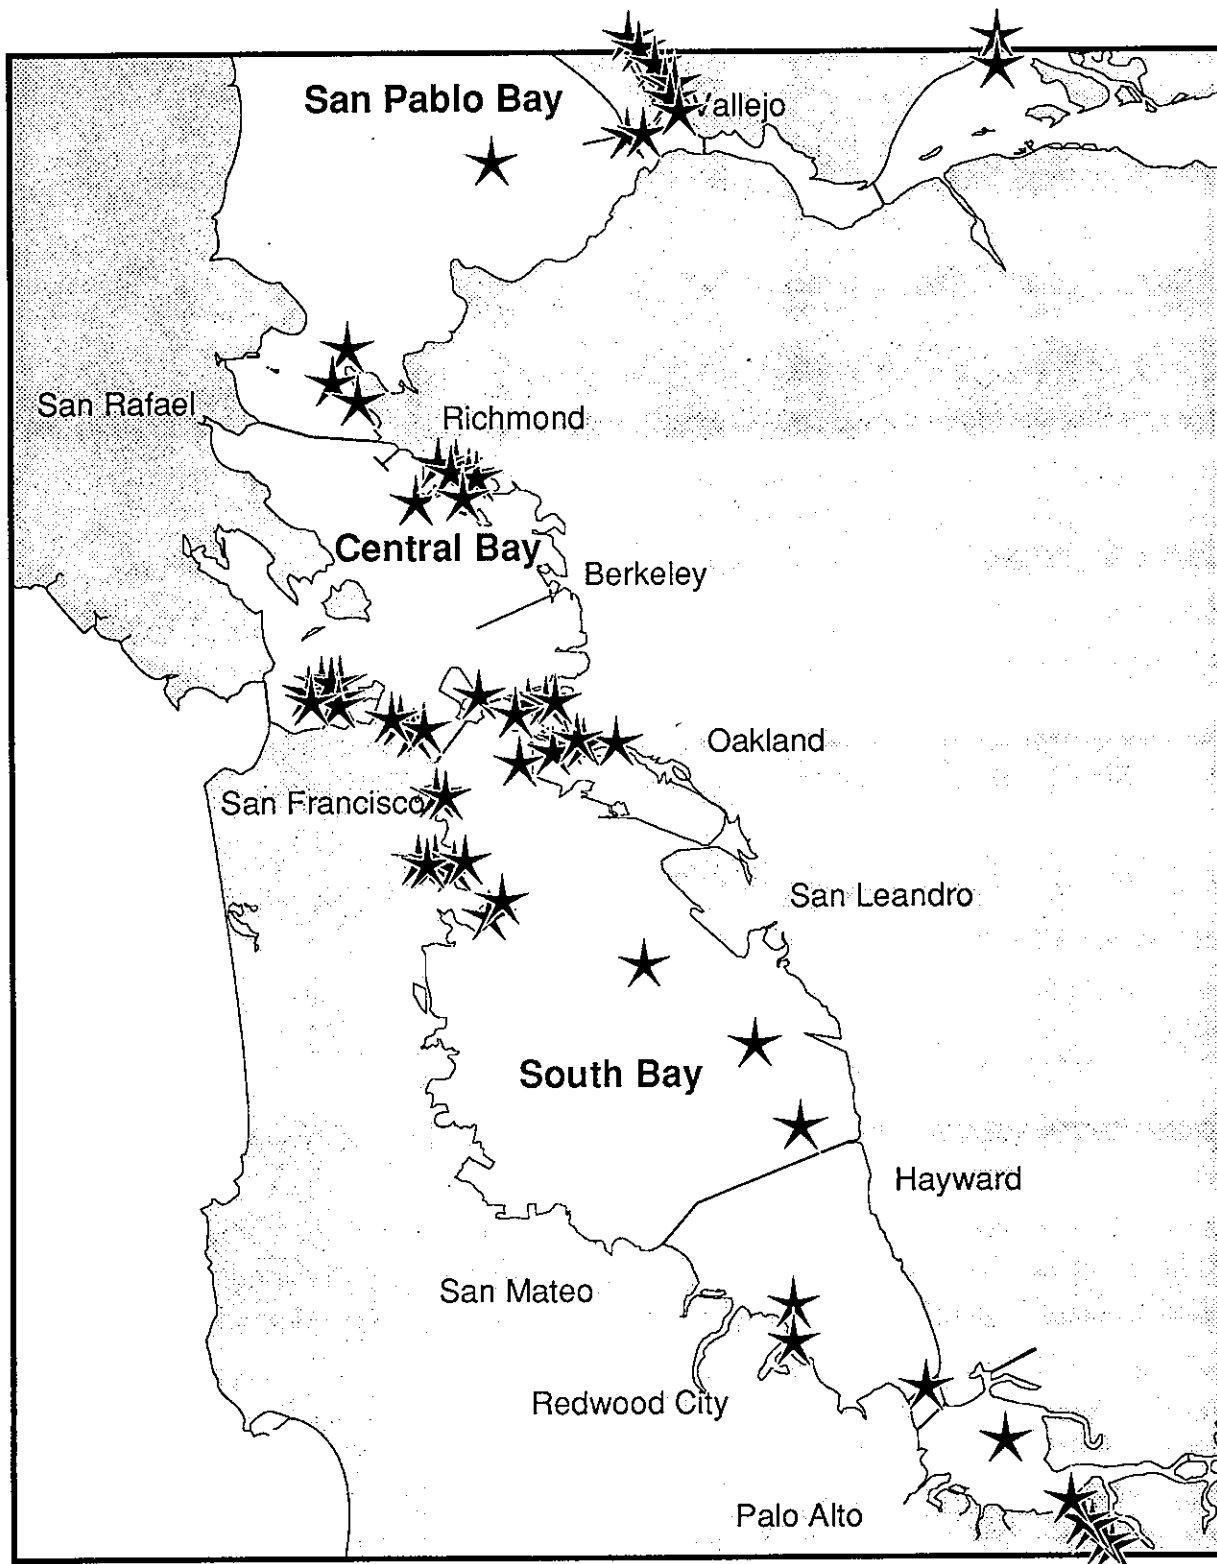 San Pablo Bay
Vallejo
San Rafael
Richmond
Central Bay
Berkeley
Oakland
San Francisco
San Leandro
South Bay
Hayward
San Mateo
Redwood City
Palo Alto